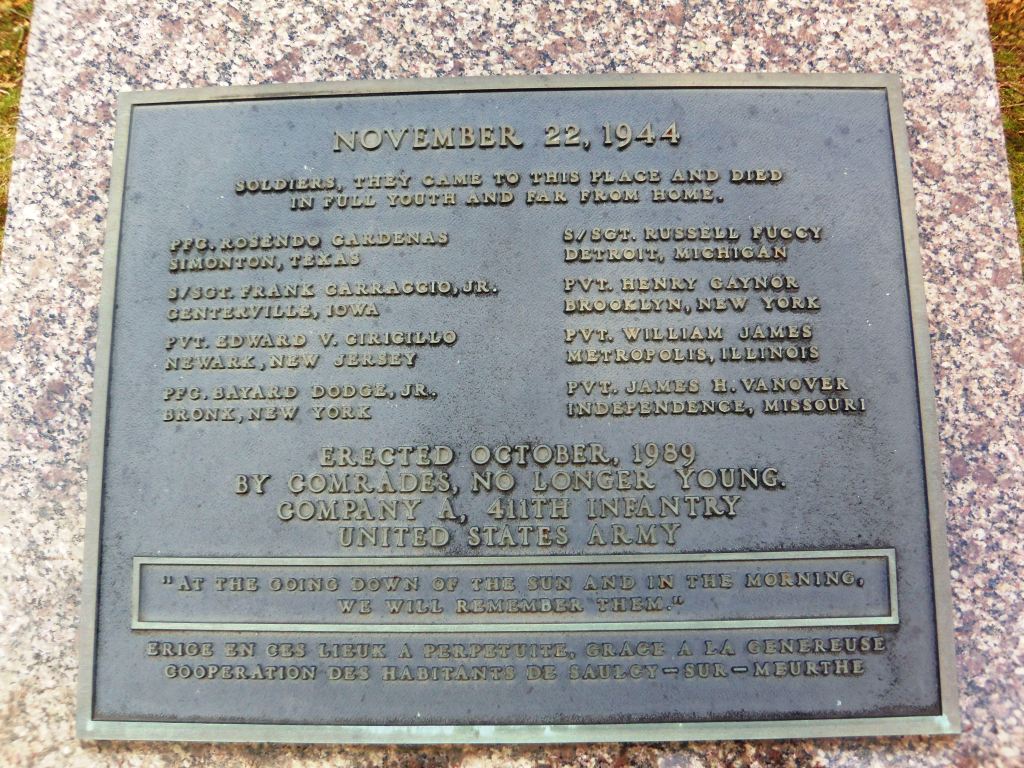 NOVEMBER 22, 1944
SOLDIERS, THEY CAME TO THIS PLACE AND DIED
IN FULL YOUTH AND FAR FROM HOME.
PFC. ROSENDO CARDENAS
SIMONTON, TEXAS
S/SGT. FRANK CARRACCIO, JR.
CENTERVILLE, IOWA
PVT. EDWARD V. CIRICILLO
NEWARK, NEW JERSEY
PFC. BAYARD DODGE, JR.
BRONX, NEW YORK
S/SGT. RUSSELL FUCCY
DETROIT, MICHIGAN
PVT. HENRY GAYNOR
BROOKLYN, NEW YORK
PVT. WILLIAM JAMES
METROPOLIS, ILLINOIS
PVT. JAMES H. VANOVER
INDEPENDENCE, MISSOURI
ERECTED OCTOBER, 1989
BY COMRADES, NO LONGER YOUNG.
COMPANY A, 411TH INFANTRY
UNITED STATES ARMY
"AT THE GOING DOWN OF THE SUN AND IN THE MORNING,
WE WILL REMEMBER THEM."
ERIGE EN CES LIEUX A PERPETUITE, GRACE A LA GENEREUSE
COOPERATION DES HABITANTS DE SAULCY-SUR-MEURTHE